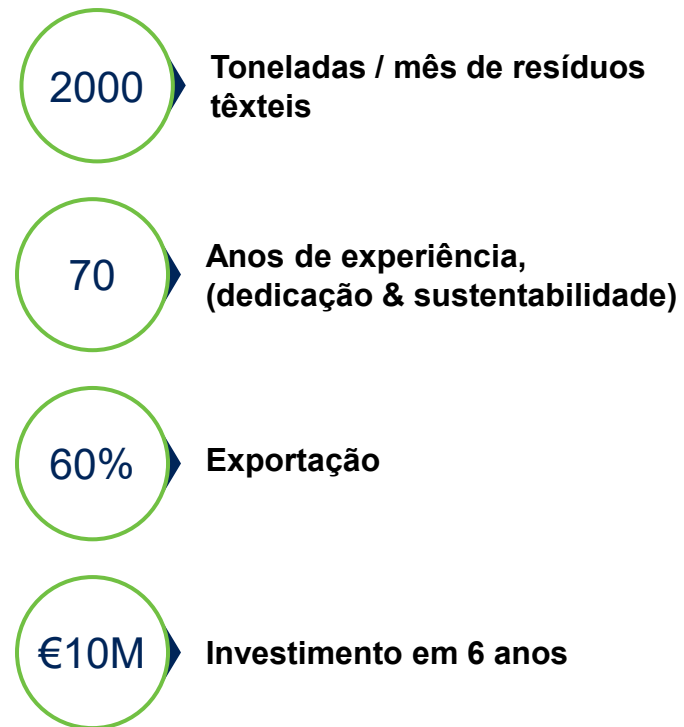 2000
Toneladas / mês de resíduos
têxteis
70
Anos de experiência,
(dedicação & sustentabilidade)
60%
Exportação
€10M
Investimento em 6 anos